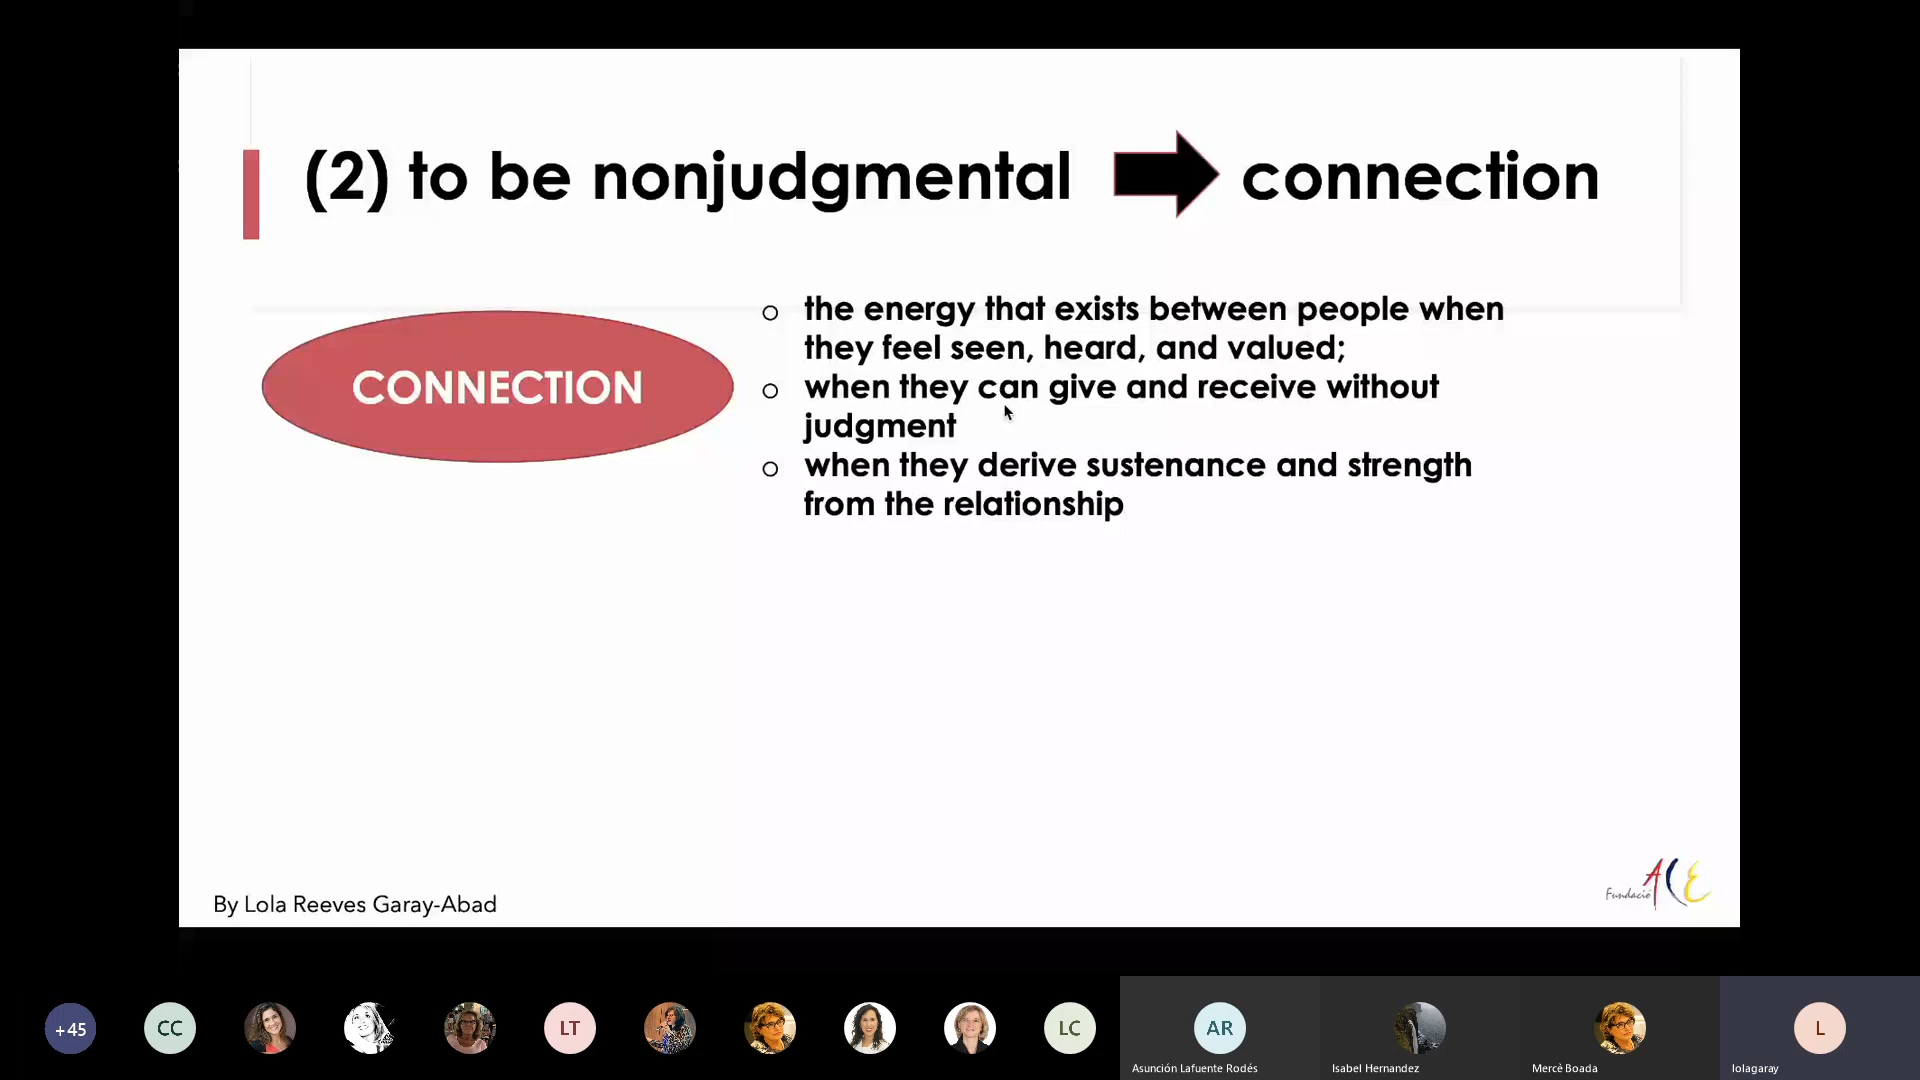 (2) to be nonjudgmental connection
CONNECTION
the energy that exists between people when
they feel seen, heard, and valued;
when they can give and receive without
judgment
when they derive sustenance and strength
from the relationship
By Lola Reeves Garay-Abad
Fundació ACE
+45
CC
LT
LC
AR
L
Asunción Lafuente Rodés
Isabel Hernandez
Mercè Boada
lolagaray